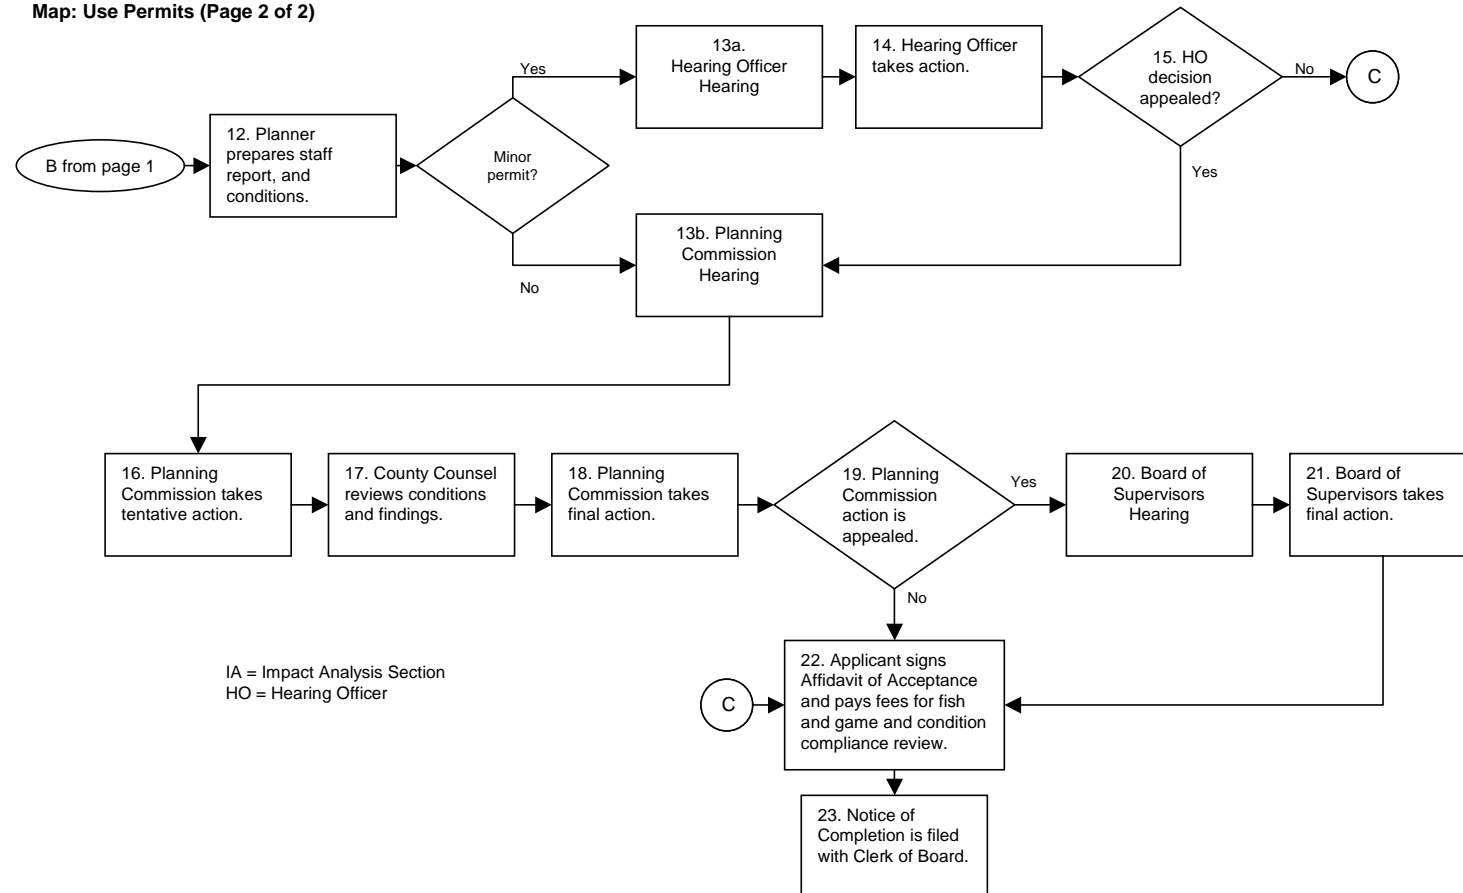 Map: Use Permits (Page 2 of 2)
B from page 1
12. Planner
prepares staff
report, and
conditions.
Minor
permit?
Yes
No
13a.
Hearing Officer
Hearing
14. Hearing Officer
takes action.
15. HO
decision
appealed?
No
C
Yes
13b. Planning
Commission
Hearing
16. Planning
Commission takes
tentative action.
17. County Counsel
reviews conditions
and findings.
18. Planning
Commission takes
final action.
19. Planning
Commission
action is
appealed.
Yes
No
20. Board of
Supervisors
Hearing
21. Board of
Supervisors takes
final action.
IA = Impact Analysis Section
HO = Hearing Officer
C
22. Applicant signs
Affidavit of Acceptance
and pays fees for fish
and game and condition
compliance review.
23. Notice of
Completion is filed
with Clerk of Board.